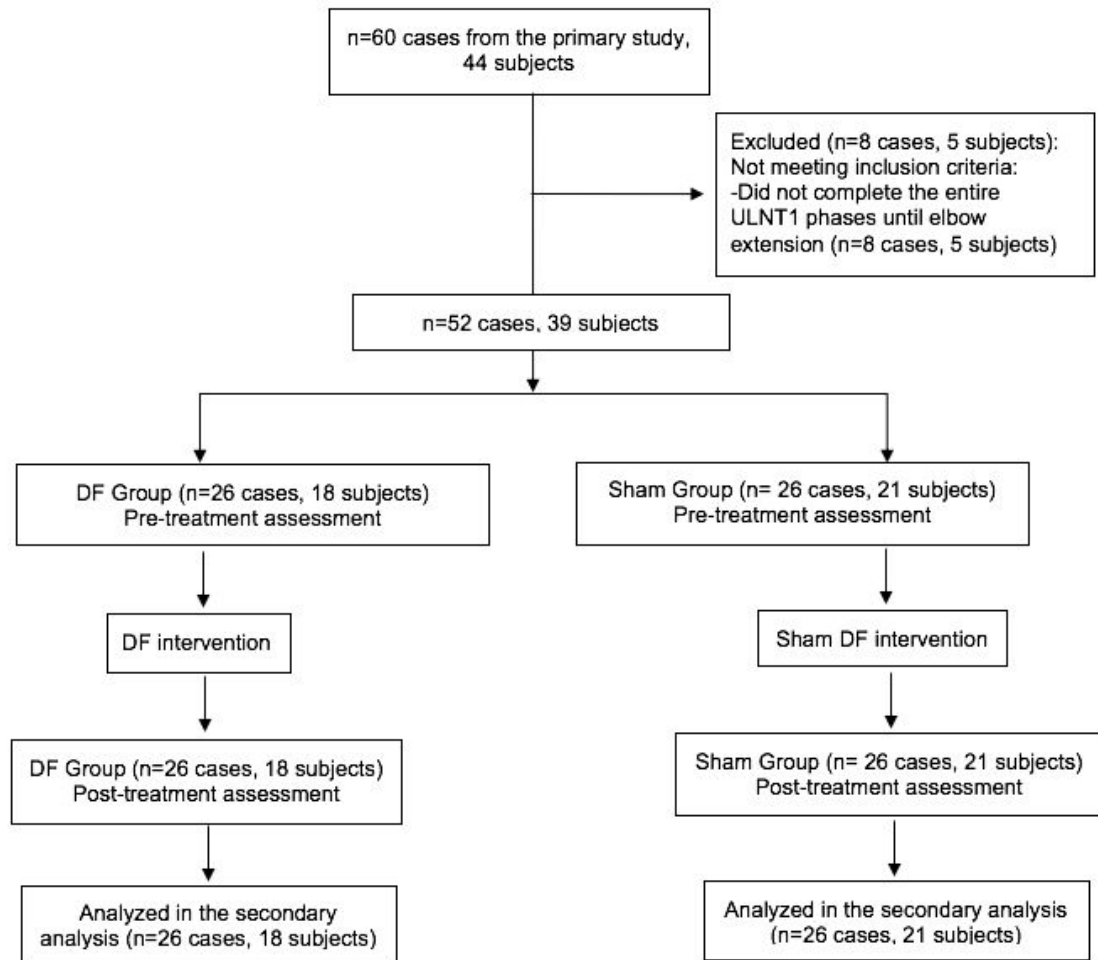 n=60 cases from the primary study,
44 subjects
Excluded (n=8 cases, 5 subjects):
Not meeting inclusion criteria:
-Did not complete the entire
ULNT1 phases until elbow
extension (n=8 cases, 5 subjects)
n=52 cases, 39 subjects
DF Group (n=26 cases, 18 subjects)
Pre-treatment assessment
Sham Group (n= 26 cases, 21 subjects)
Pre-treatment assessment
DF intervention
Sham DF intervention
DF Group (n=26 cases, 18 subjects)
Post-treatment assessment
Sham Group (n= 26 cases, 21 subjects)
Post-treatment assessment
Analyzed in the secondary
analysis (n=26 cases, 18 subjects)
Analyzed in the secondary analysis
(n=26 cases, 21 subjects)